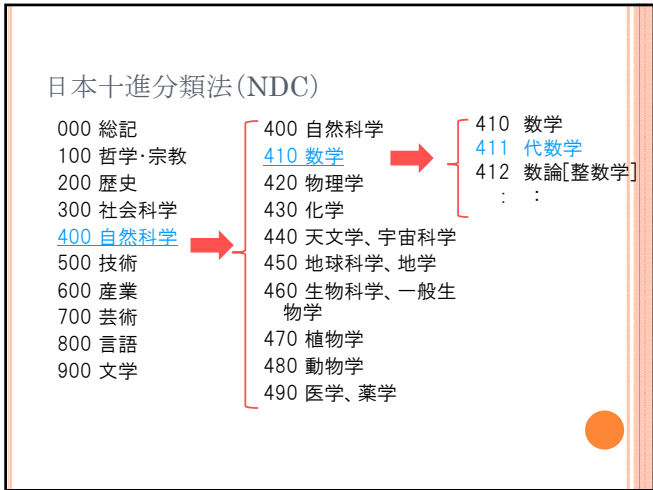 日本十進分類法(NDC)
000 総記
100 哲学・宗教
200 歴史
300 社会科学
400 自然科学
500 技術
600 産業
700 芸術
800 言語
900 文学
400 自然科学
410 数学
420 物理学
430 化学
440 天文学、宇宙科学
450 地球科学、地学
460 生物科学、一般生
物学
470 植物学
480 動物学
490 医学、薬学
410 数学
411 代数学
412 数論[整数学]
: :